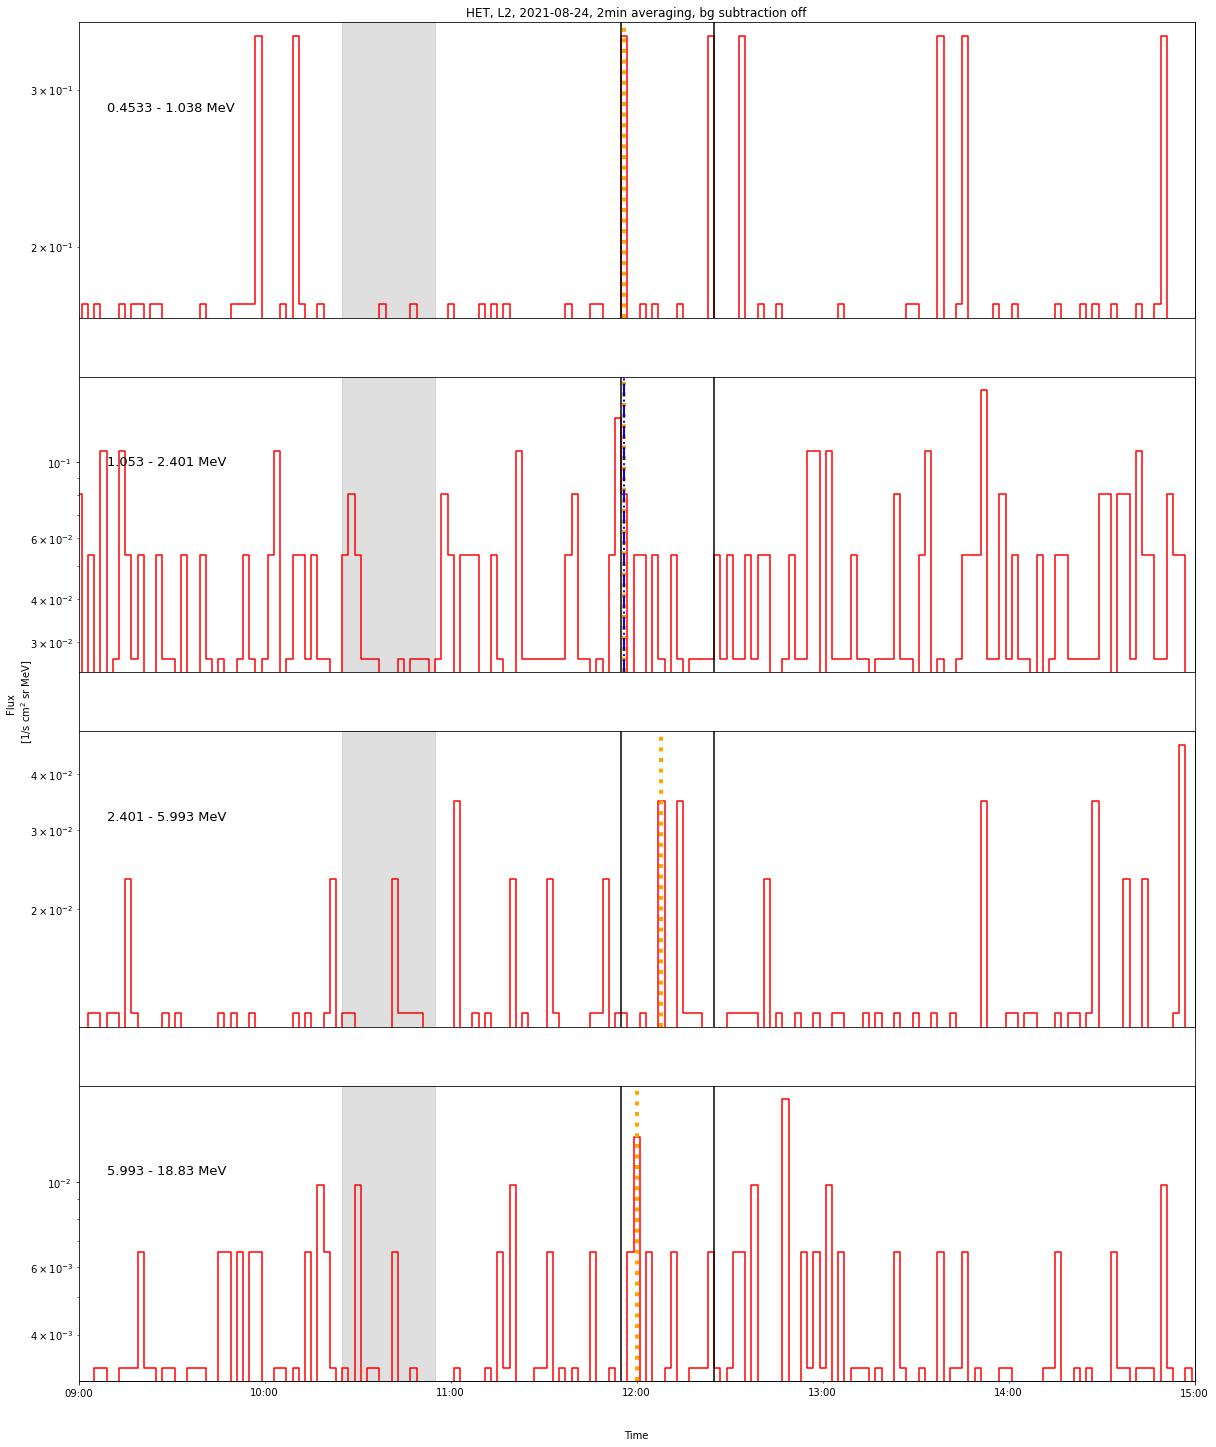 HET, L2, 2021-08-24, 2min averaging, bg subtraction off
3 × 10⁻¹
0.4533 - 1.038 MeV
2 × 10⁻¹
10⁻¹
1.053 - 2.401 MeV
6 × 10⁻²
4 × 10⁻²
3 × 10⁻²
Flux
[1/s cm² sr MeV]
4 × 10⁻²
3 × 10⁻²
2.401 - 5.993 MeV
2 × 10⁻²
5.993 - 18.83 MeV
10⁻²
6 × 10⁻³
4 × 10⁻³
09:00 10:00 11:00 12:00 13:00 14:00 15:00
Time